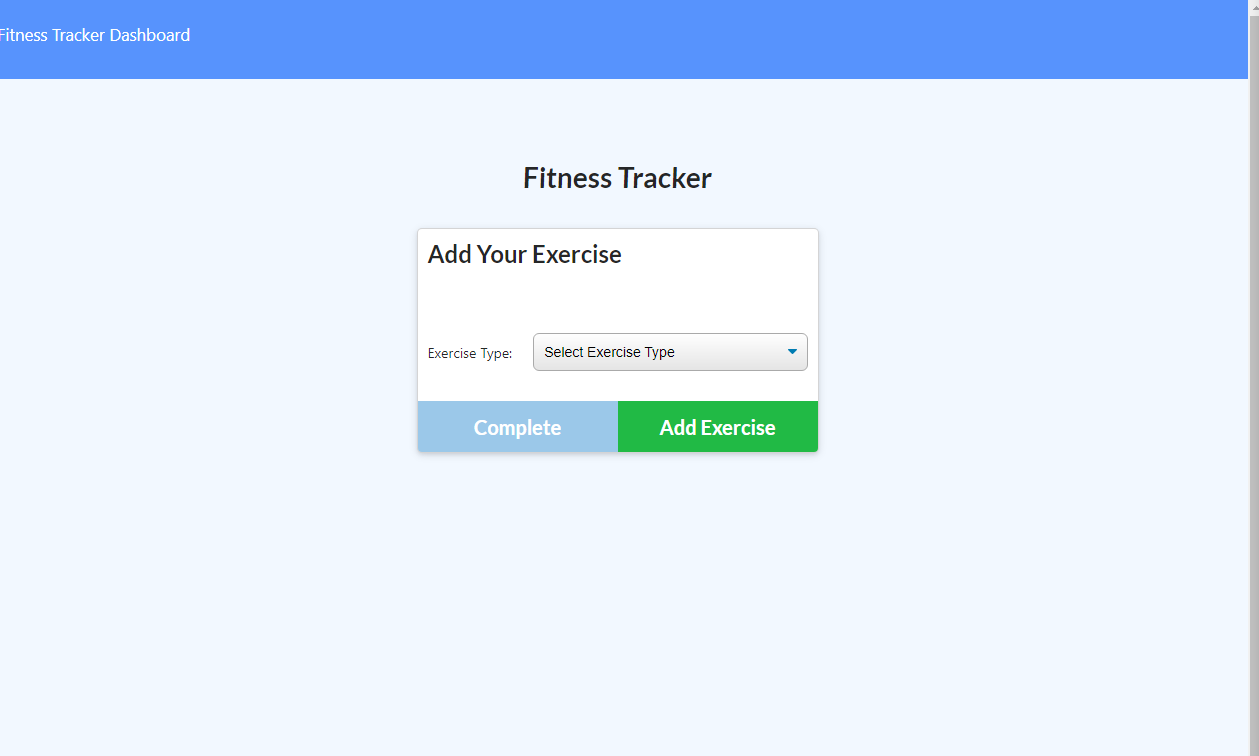 Fitness Tracker Dashboard
Fitness Tracker
Add Your Exercise
Exercise Type: Select Exercise Type
Complete Add Exercise